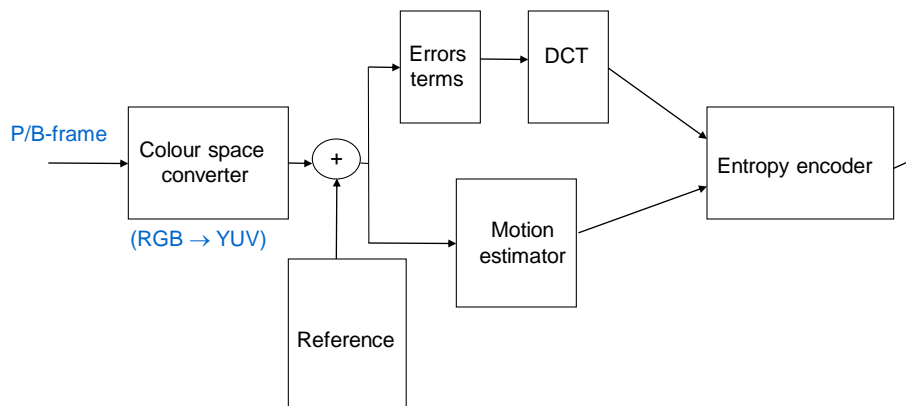 P/B-frame
Colour space
converter
(RGB → YUV)
+
Reference
Errors
terms
DCT
Motion
estimator
Entropy encoder